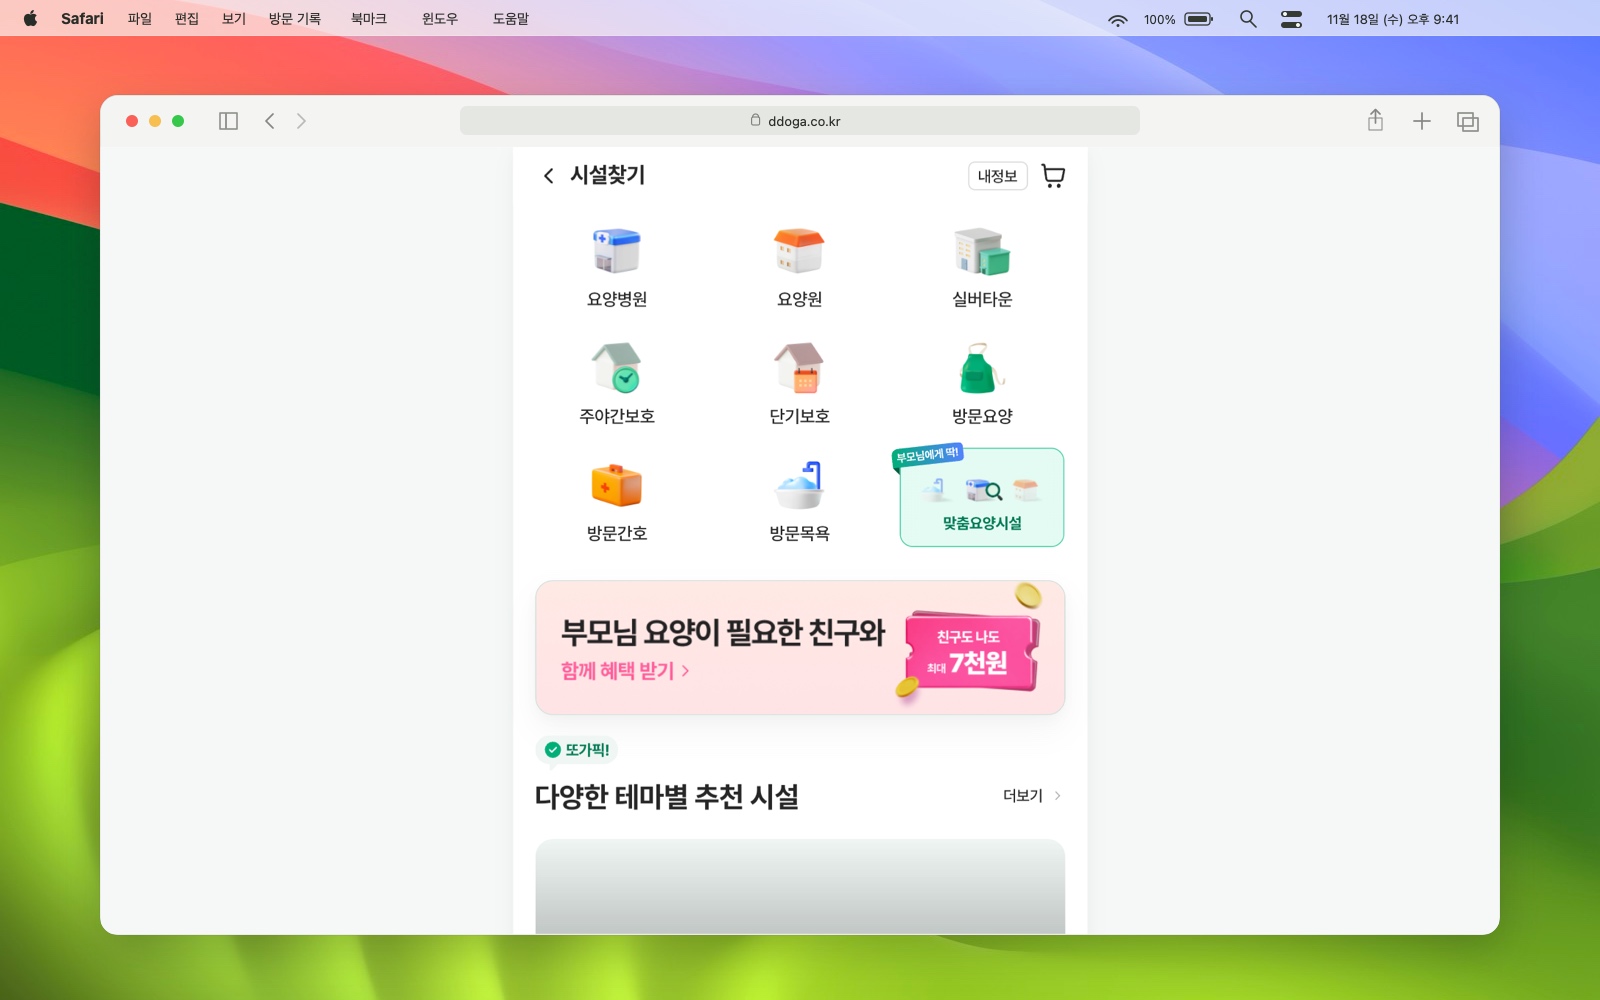 Safari 파일 편집 보기 방문 기록 북마크 윈도우 도움말 100% 11월 18일 (수) 오후 9:41
ddoga.co.kr
시설찾기 내정보
요양병원 요양원 실버타운
주야간보호 단기보호 방문요양
부모님에게 딱!
방문간호 방문목욕 맞춤요양시설
부모님 요양이 필요한 친구와
함께 혜택 받기 >
친구도 나도
최대 7천원
또가픽!
다양한 테마별 추천 시설 더보기 >